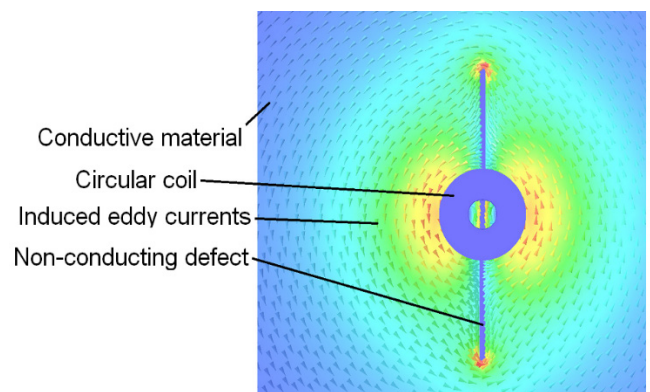 Conductive material
Circular coil
Induced eddy currents
Non-conducting defect